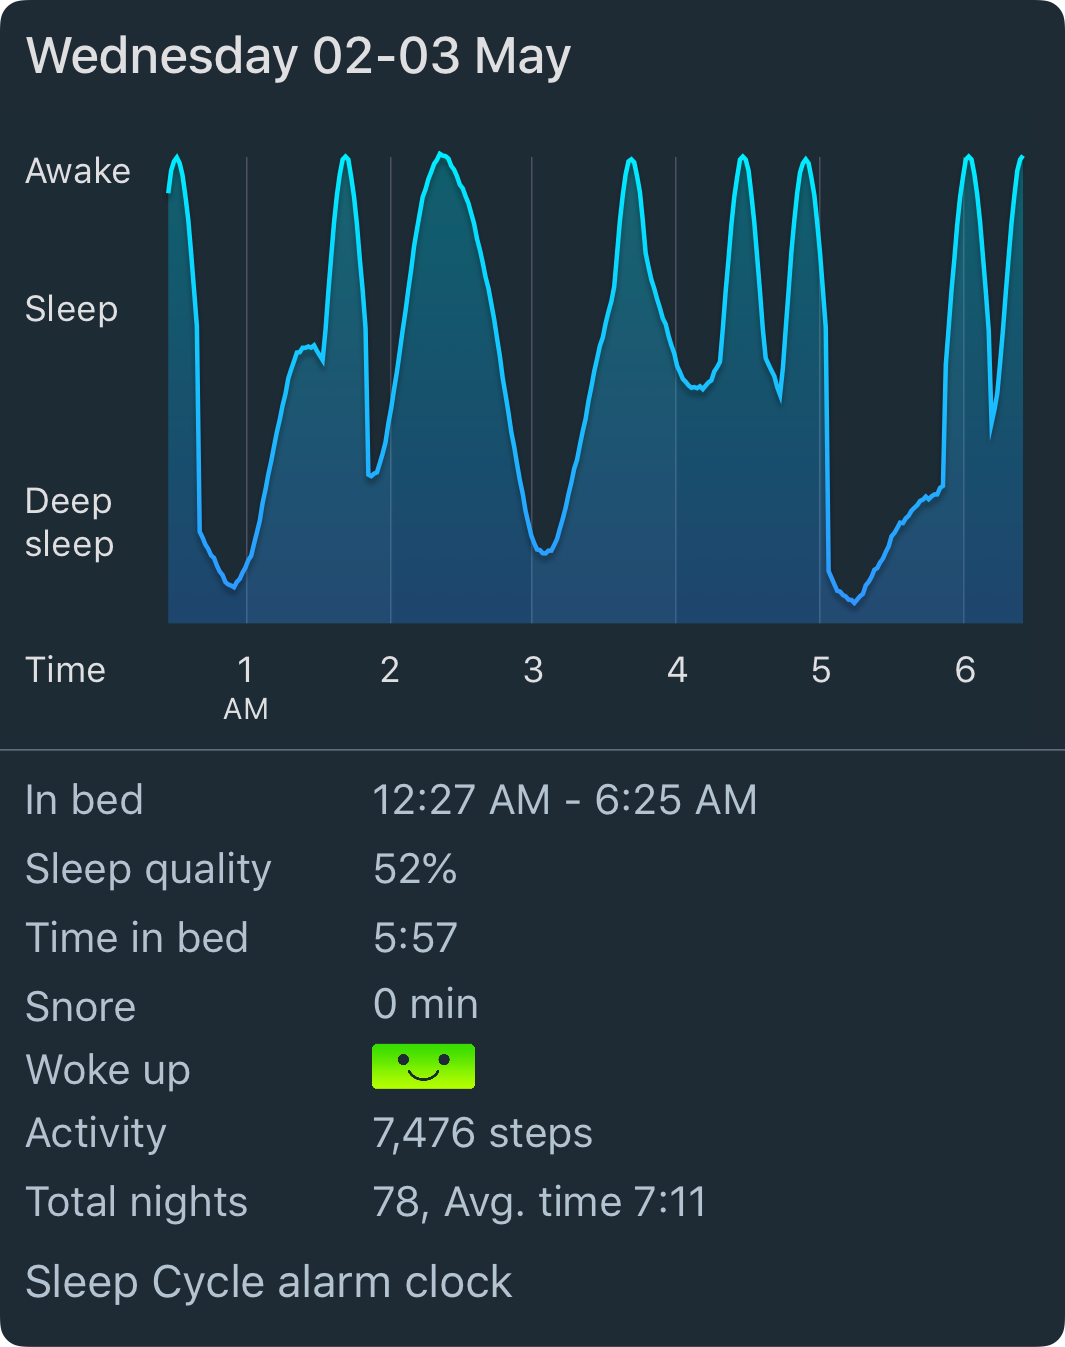 Wednesday 02-03 May
Awake
Sleep
Deep
sleep
Time 1 2 3 4 5 6
AM
In bed 12:27 AM - 6:25 AM
Sleep quality 52%
Time in bed 5:57
Snore 0 min
Woke up
Activity 7,476 steps
Total nights 78, Avg. time 7:11
Sleep Cycle alarm clock